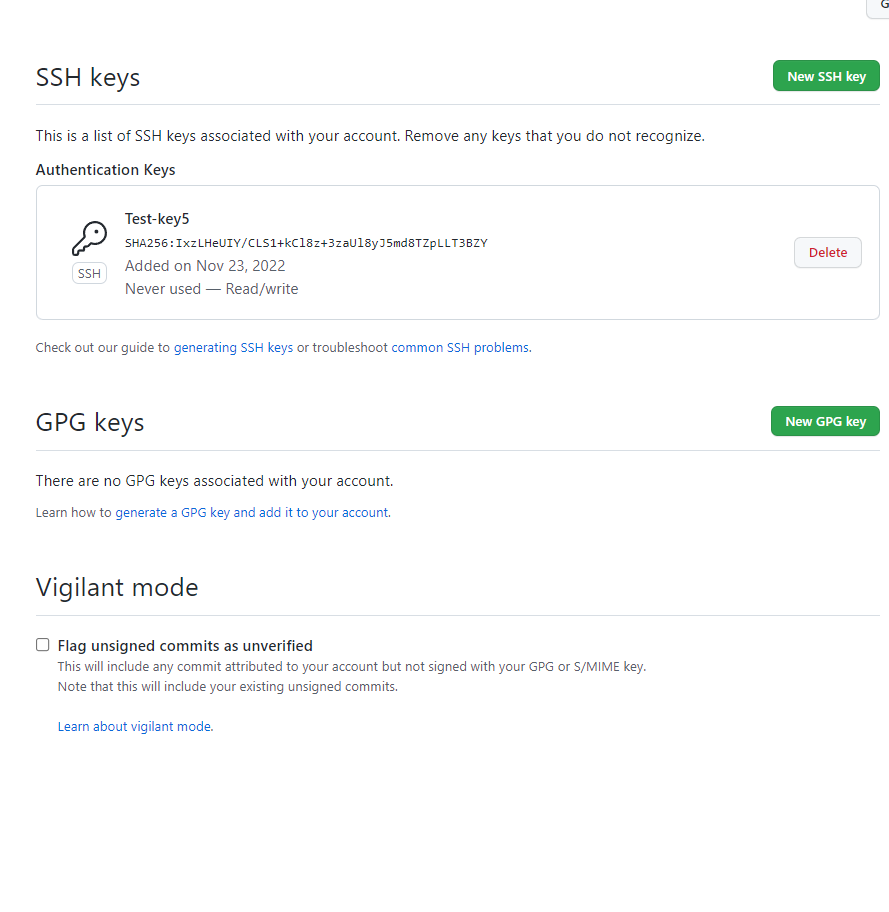 G
SSH keys
New SSH key
This is a list of SSH keys associated with your account. Remove any keys that you do not recognize.
Authentication Keys
Test-key5
SHA256:IxzLHeUIY/CLS1+kCl8z+3zaUl8yJ5md8TZpLLT3BZY
SSH
Added on Nov 23, 2022
Never used — Read/write
Delete
Check out our guide to generating SSH keys or troubleshoot common SSH problems.
GPG keys
New GPG key
There are no GPG keys associated with your account.
Learn how to generate a GPG key and add it to your account.
Vigilant mode
Flag unsigned commits as unverified
This will include any commit attributed to your account but not signed with your GPG or S/MIME key.
Note that this will include your existing unsigned commits.
Learn about vigilant mode.